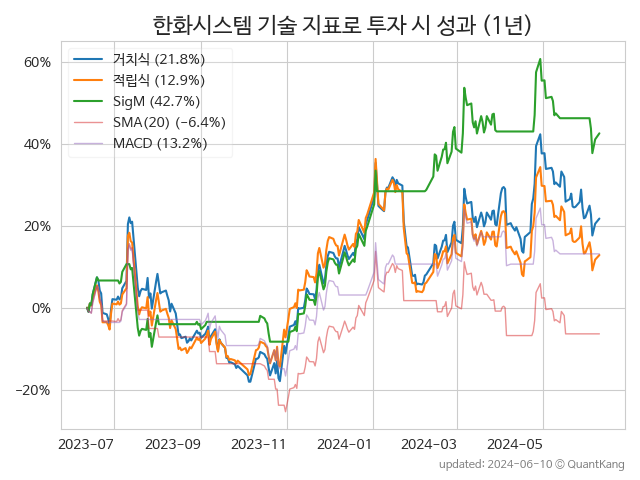 한화시스템 기술 지표로 투자 시 성과 (1년)
거치식 (21.8%)
적립식 (12.9%)
SigM (42.7%)
SMA(20) (−6.4%)
MACD (13.2%)
60%
40%
20%
0%
−20%
2023-07 2023-09 2023-11 2024-01 2024-03 2024-05
updated: 2024-06-10 © QuantKang